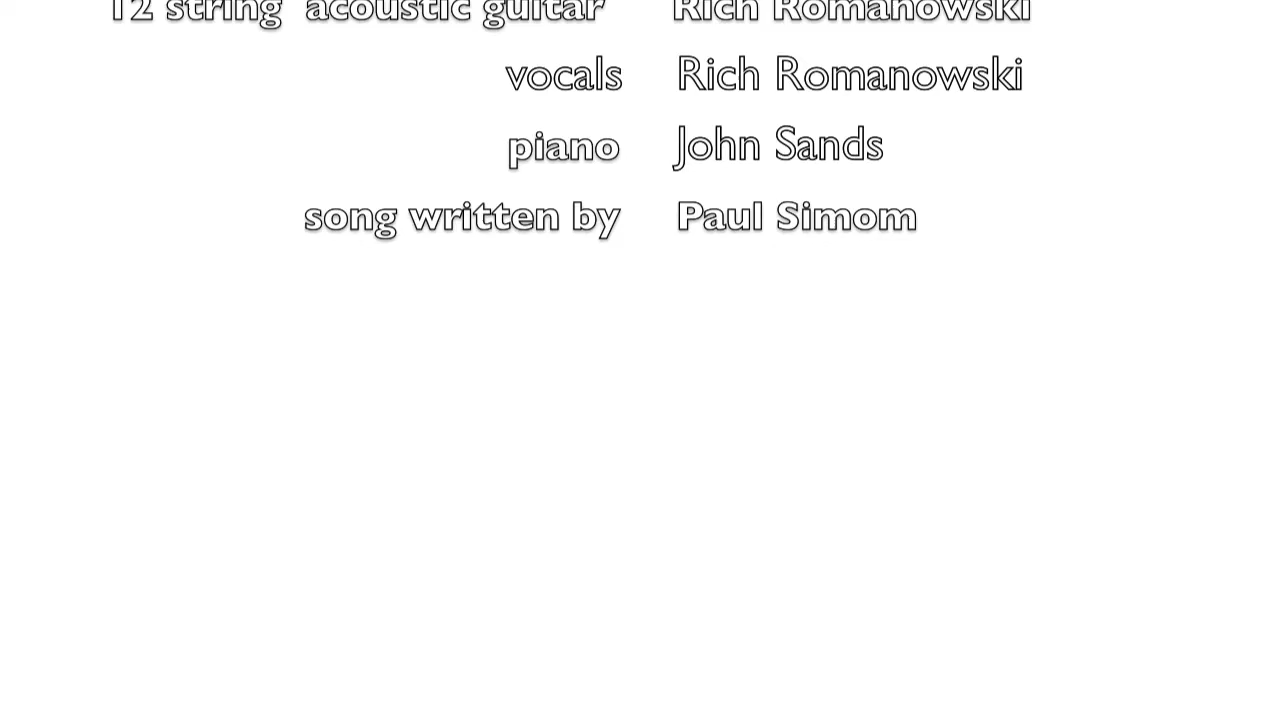 12 string acoustic guitar Rich Romanowski
vocals Rich Romanowski
piano John Sands
song written by Paul Simom